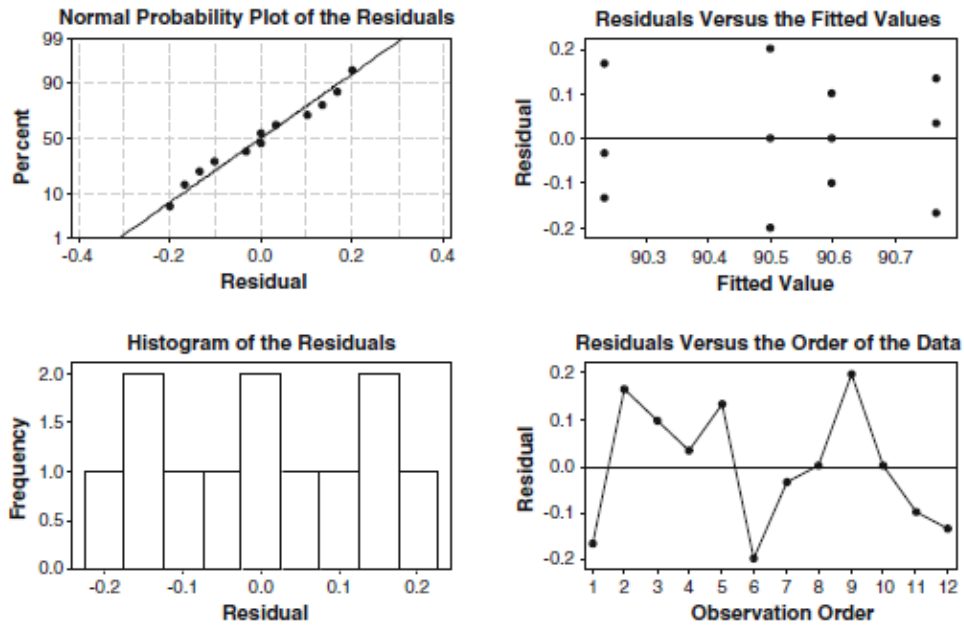 Normal Probability Plot of the Residuals
99
90
50
10
1
Percent
-0.4 -0.2 0.0 0.2 0.4
Residual
Residuals Versus the Fitted Values
0.2
0.1
0.0
-0.1
-0.2
Residual
90.3 90.4 90.5 90.6 90.7
Fitted Value
Histogram of the Residuals
2.0
1.5
1.0
0.5
0.0
Frequency
-0.2 -0.1 0.0 0.1 0.2
Residual
Residuals Versus the Order of the Data
0.2
0.1
0.0
-0.1
-0.2
Residual
1 2 3 4 5 6 7 8 9 10 11 12
Observation Order